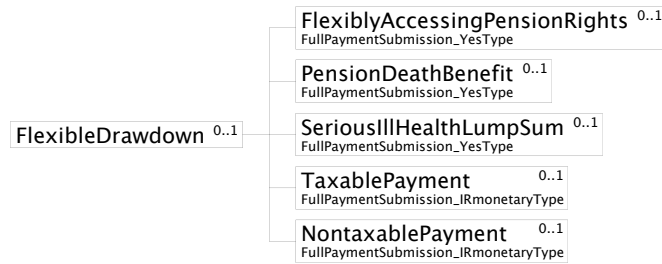 FlexiblyAccessingPensionRights 0..1
FullPaymentSubmission_YesType
PensionDeathBenefit 0..1
FullPaymentSubmission_YesType
FlexibleDrawdown 0..1
SeriousIllHealthLumpSum 0..1
FullPaymentSubmission_YesType
TaxablePayment 0..1
FullPaymentSubmission_IRmonetaryType
NontaxablePayment 0..1
FullPaymentSubmission_IRmonetaryType